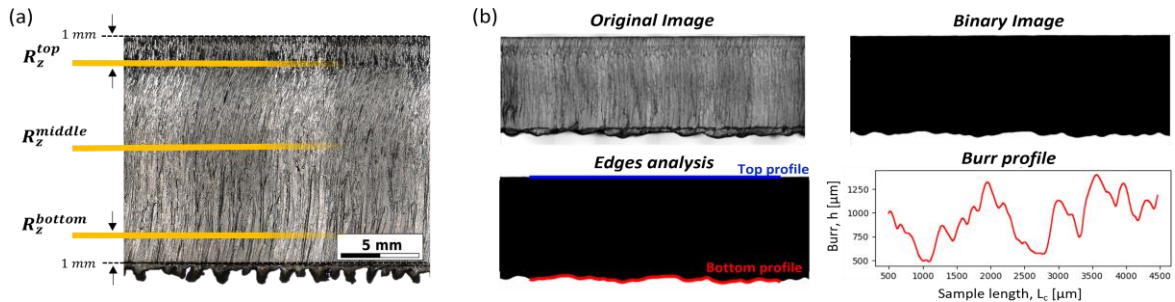 (a)
1 mm
R_z^top
R_z^middle
R_z^bottom
1 mm
5 mm
(b)
Original Image
Binary Image
Edges analysis
Top profile
Bottom profile
Burr profile
Burr, h [μm]
1250
1000
750
500
500 1000 1500 2000 2500 3000 3500 4000 4500
Sample length, L_c [μm]